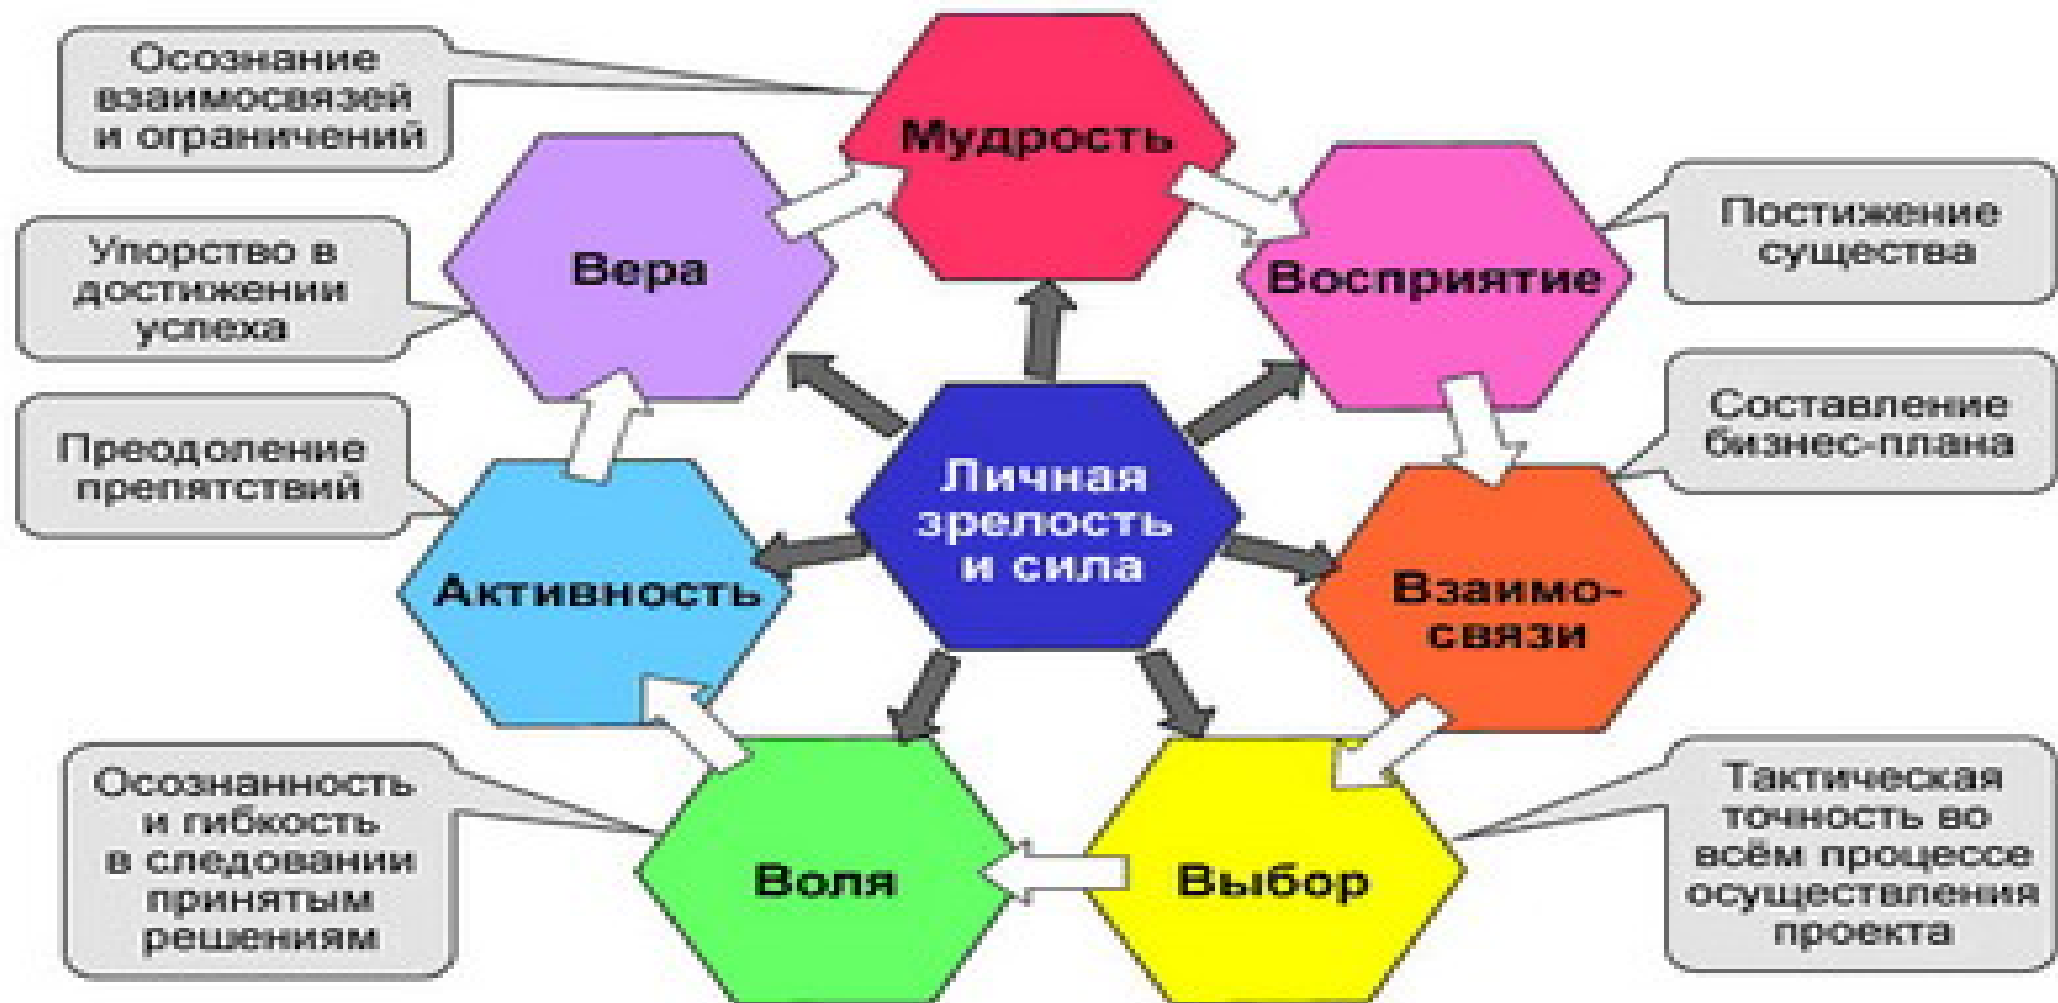 Осознание
взаимосвязей
и ограничений
Мудрость
Вера
Восприятие
Постижение
существа
Упорство в
достижении
успеха
Составление
бизнес-плана
Преодоление
препятствий
Личная
зрелость
и сила
Активность
Взаимо-
связи
Осознанность
и гибкость
в следовании
принятым
решениям
Воля
Выбор
Тактическая
точность во
всём процессе
осуществления
проекта